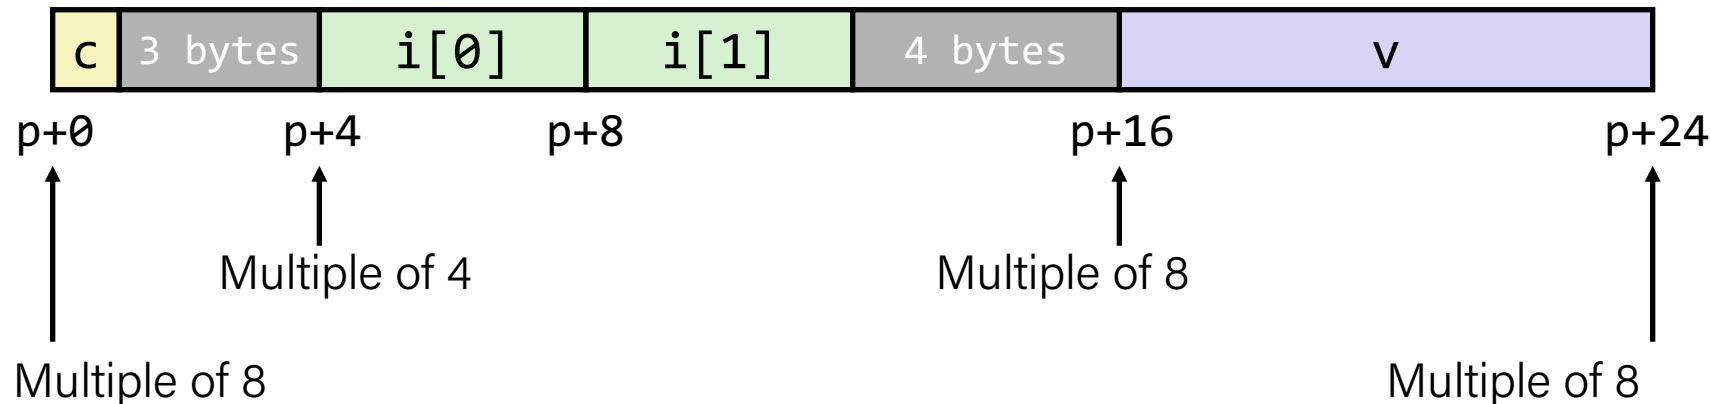 c 3 bytes i[0] i[1] 4 bytes v
p+0 p+4 p+8 p+16 p+24
Multiple of 4 Multiple of 8
Multiple of 8 Multiple of 8